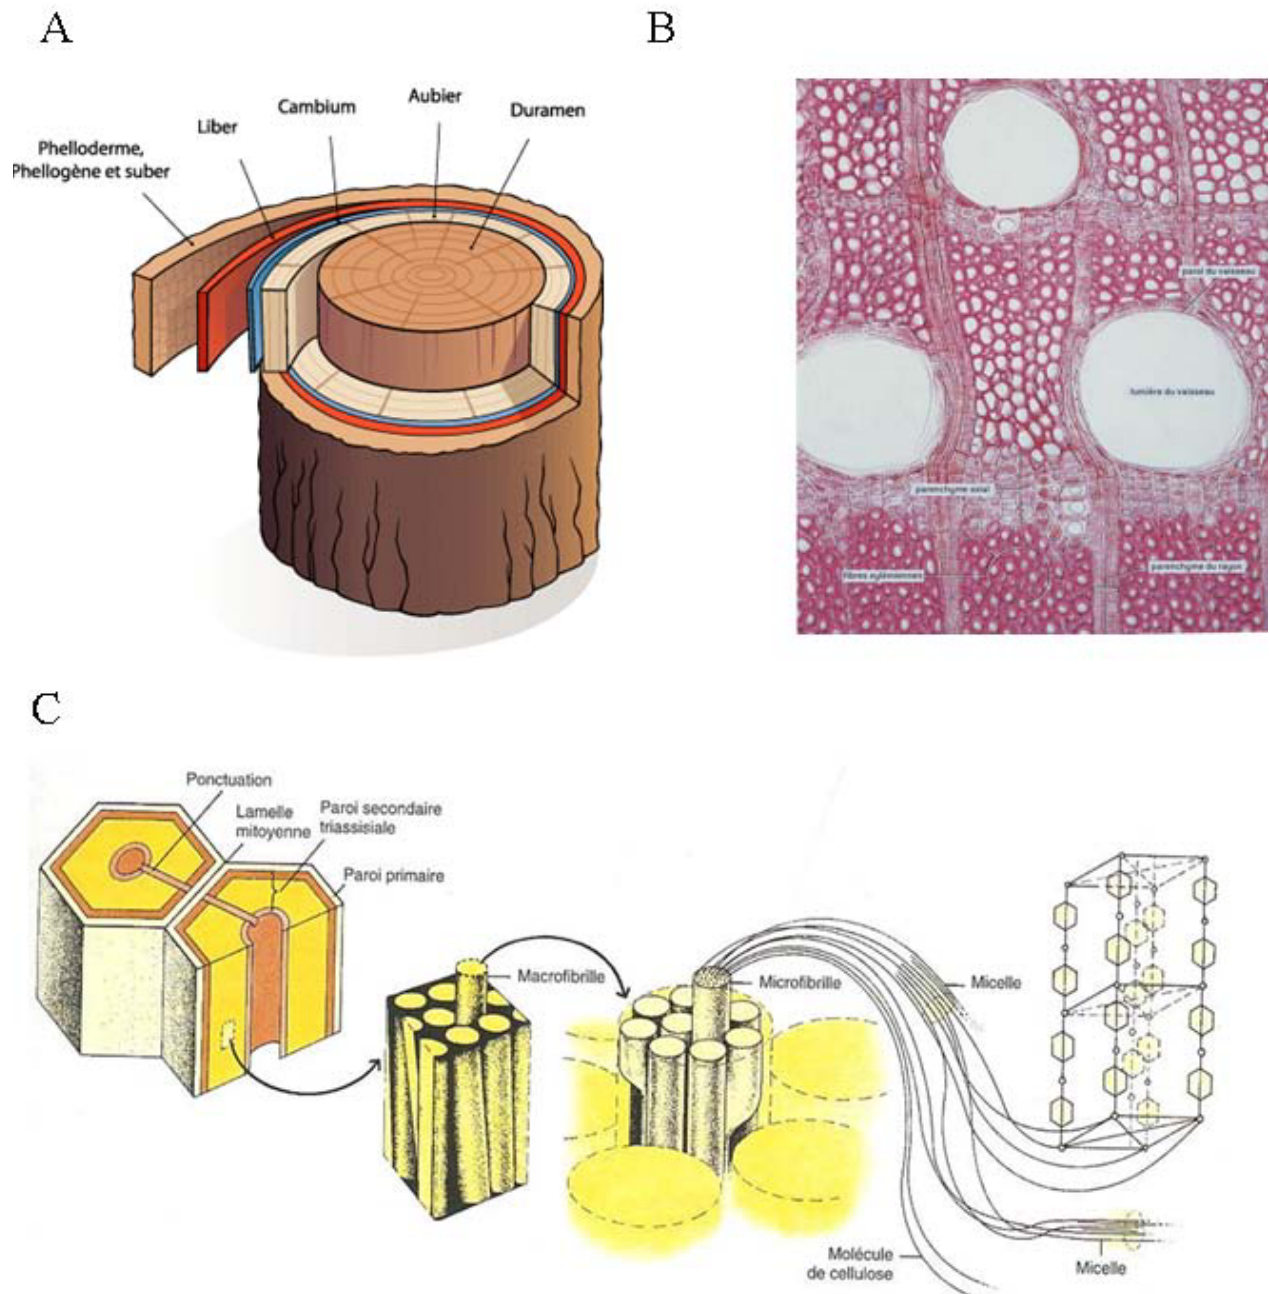 A
B
Cambium
Aubier
Duramen
Liber
Phelloderme,
Phellogène et suber
paroi du vaisseau
lumière du vaisseau
parenchyme axial
fibres xylémiennes
parenchyme du rayon
C
Ponctuation
Lamelle
mitoyenne
Paroi secondaire
triassisiale
Paroi primaire
Macrofibrille
Microfibrille
Micelle
Molécule
de cellulose
Micelle